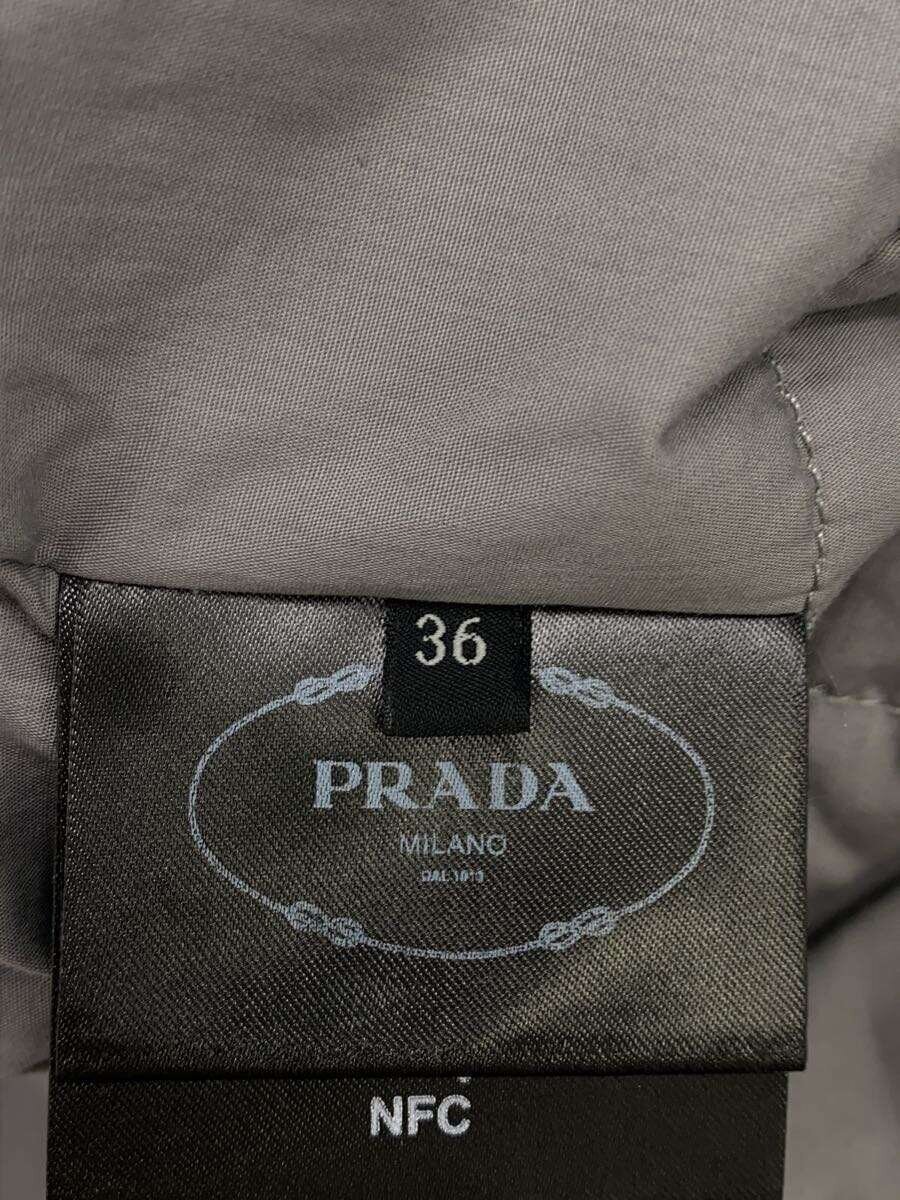 36
PRADA
MILANO
DAL 1913
NFC